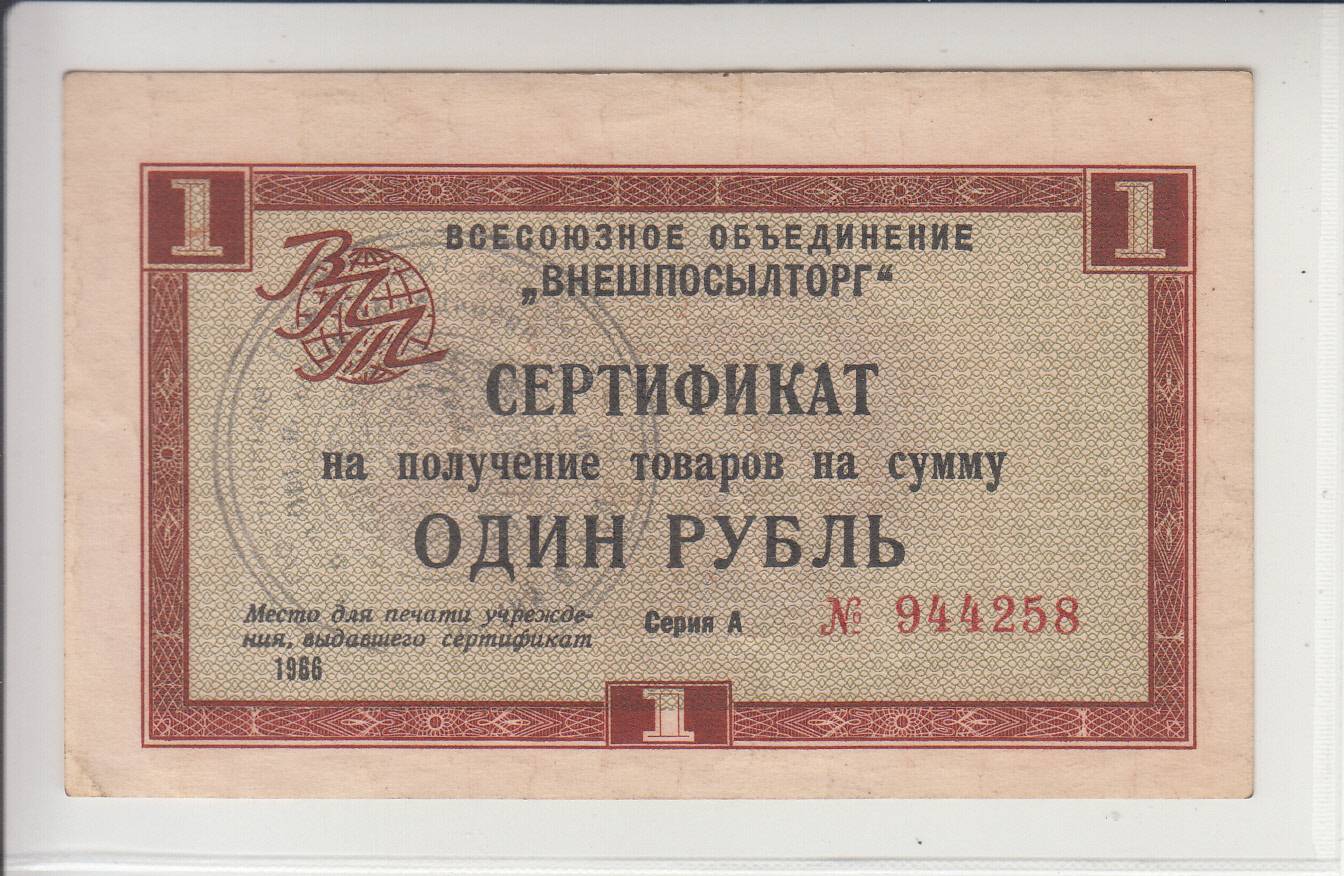 1
1
ВПТ
ВСЕСОЮЗНОЕ ОБЪЕДИНЕНИЕ
„ВНЕШПОСЫЛТОРГ“
СЕРТИФИКАТ
на получение товаров на сумму
ОДИН РУБЛЬ
Место для печати учрежде-
ния, выдавшего сертификат
Серия А № 944258
1966
1